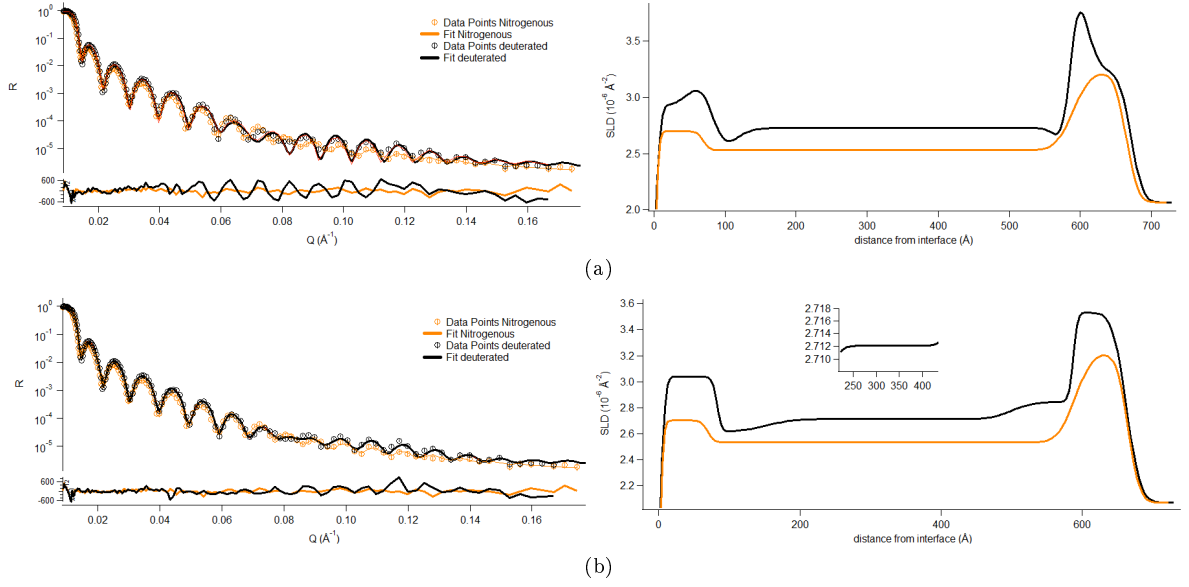 10⁰
10⁻¹
10⁻²
10⁻³
10⁻⁴
10⁻⁵
R
Data Points Nitrogenous
Fit Nitrogenous
Data Points deuterated
Fit deuterated
600
-600
0.02 0.04 0.06 0.08 0.10 0.12 0.14 0.16
Q (Å⁻¹)
3.5
3.0
2.5
2.0
SLD (10⁻⁶ Å⁻²)
0 100 200 300 400 500 600 700
distance from interface (Å)
(a)
10⁰
10⁻¹
10⁻²
10⁻³
10⁻⁴
10⁻⁵
R
Data Points Nitrogenous
Fit Nitrogenous
Data Points deuterated
Fit deuterated
600
-600
0.02 0.04 0.06 0.08 0.10 0.12 0.14 0.16
Q (Å⁻¹)
3.6
3.4
3.2
3.0
2.8
2.6
2.4
2.2
SLD (10⁻⁶ Å⁻²)
2.718
2.716
2.714
2.712
2.710
250 300 350 400
0 200 400 600
distance from interface (Å)
(b)